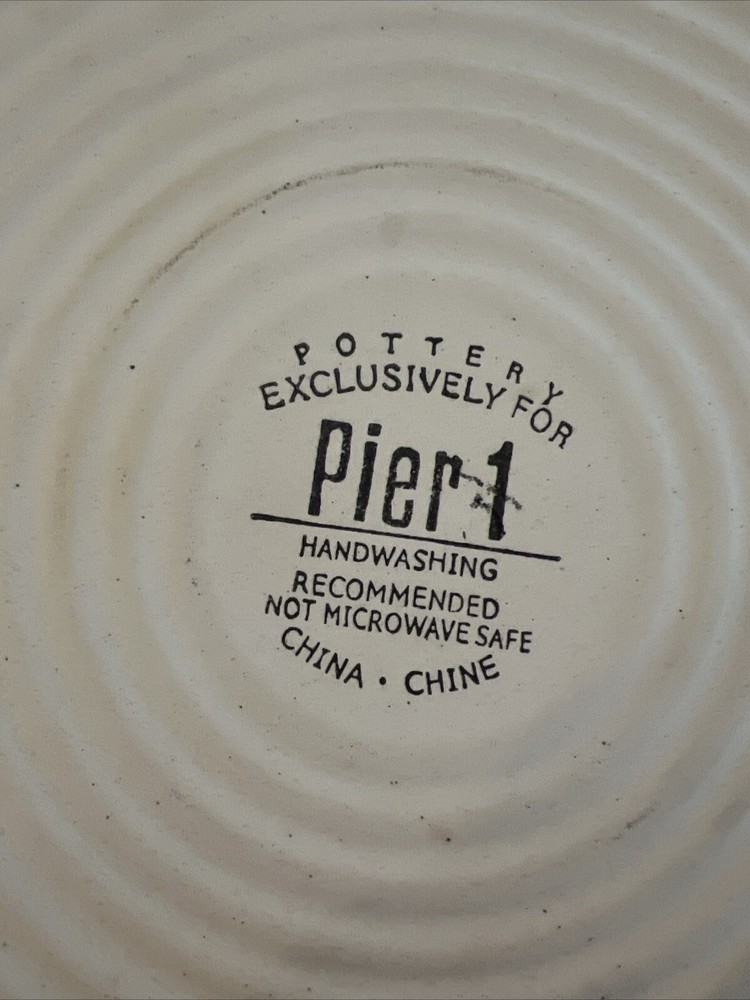 POTTERY
EXCLUSIVELY FOR
Pier 1
HANDWASHING
RECOMMENDED
NOT MICROWAVE SAFE
CHINA · CHINE